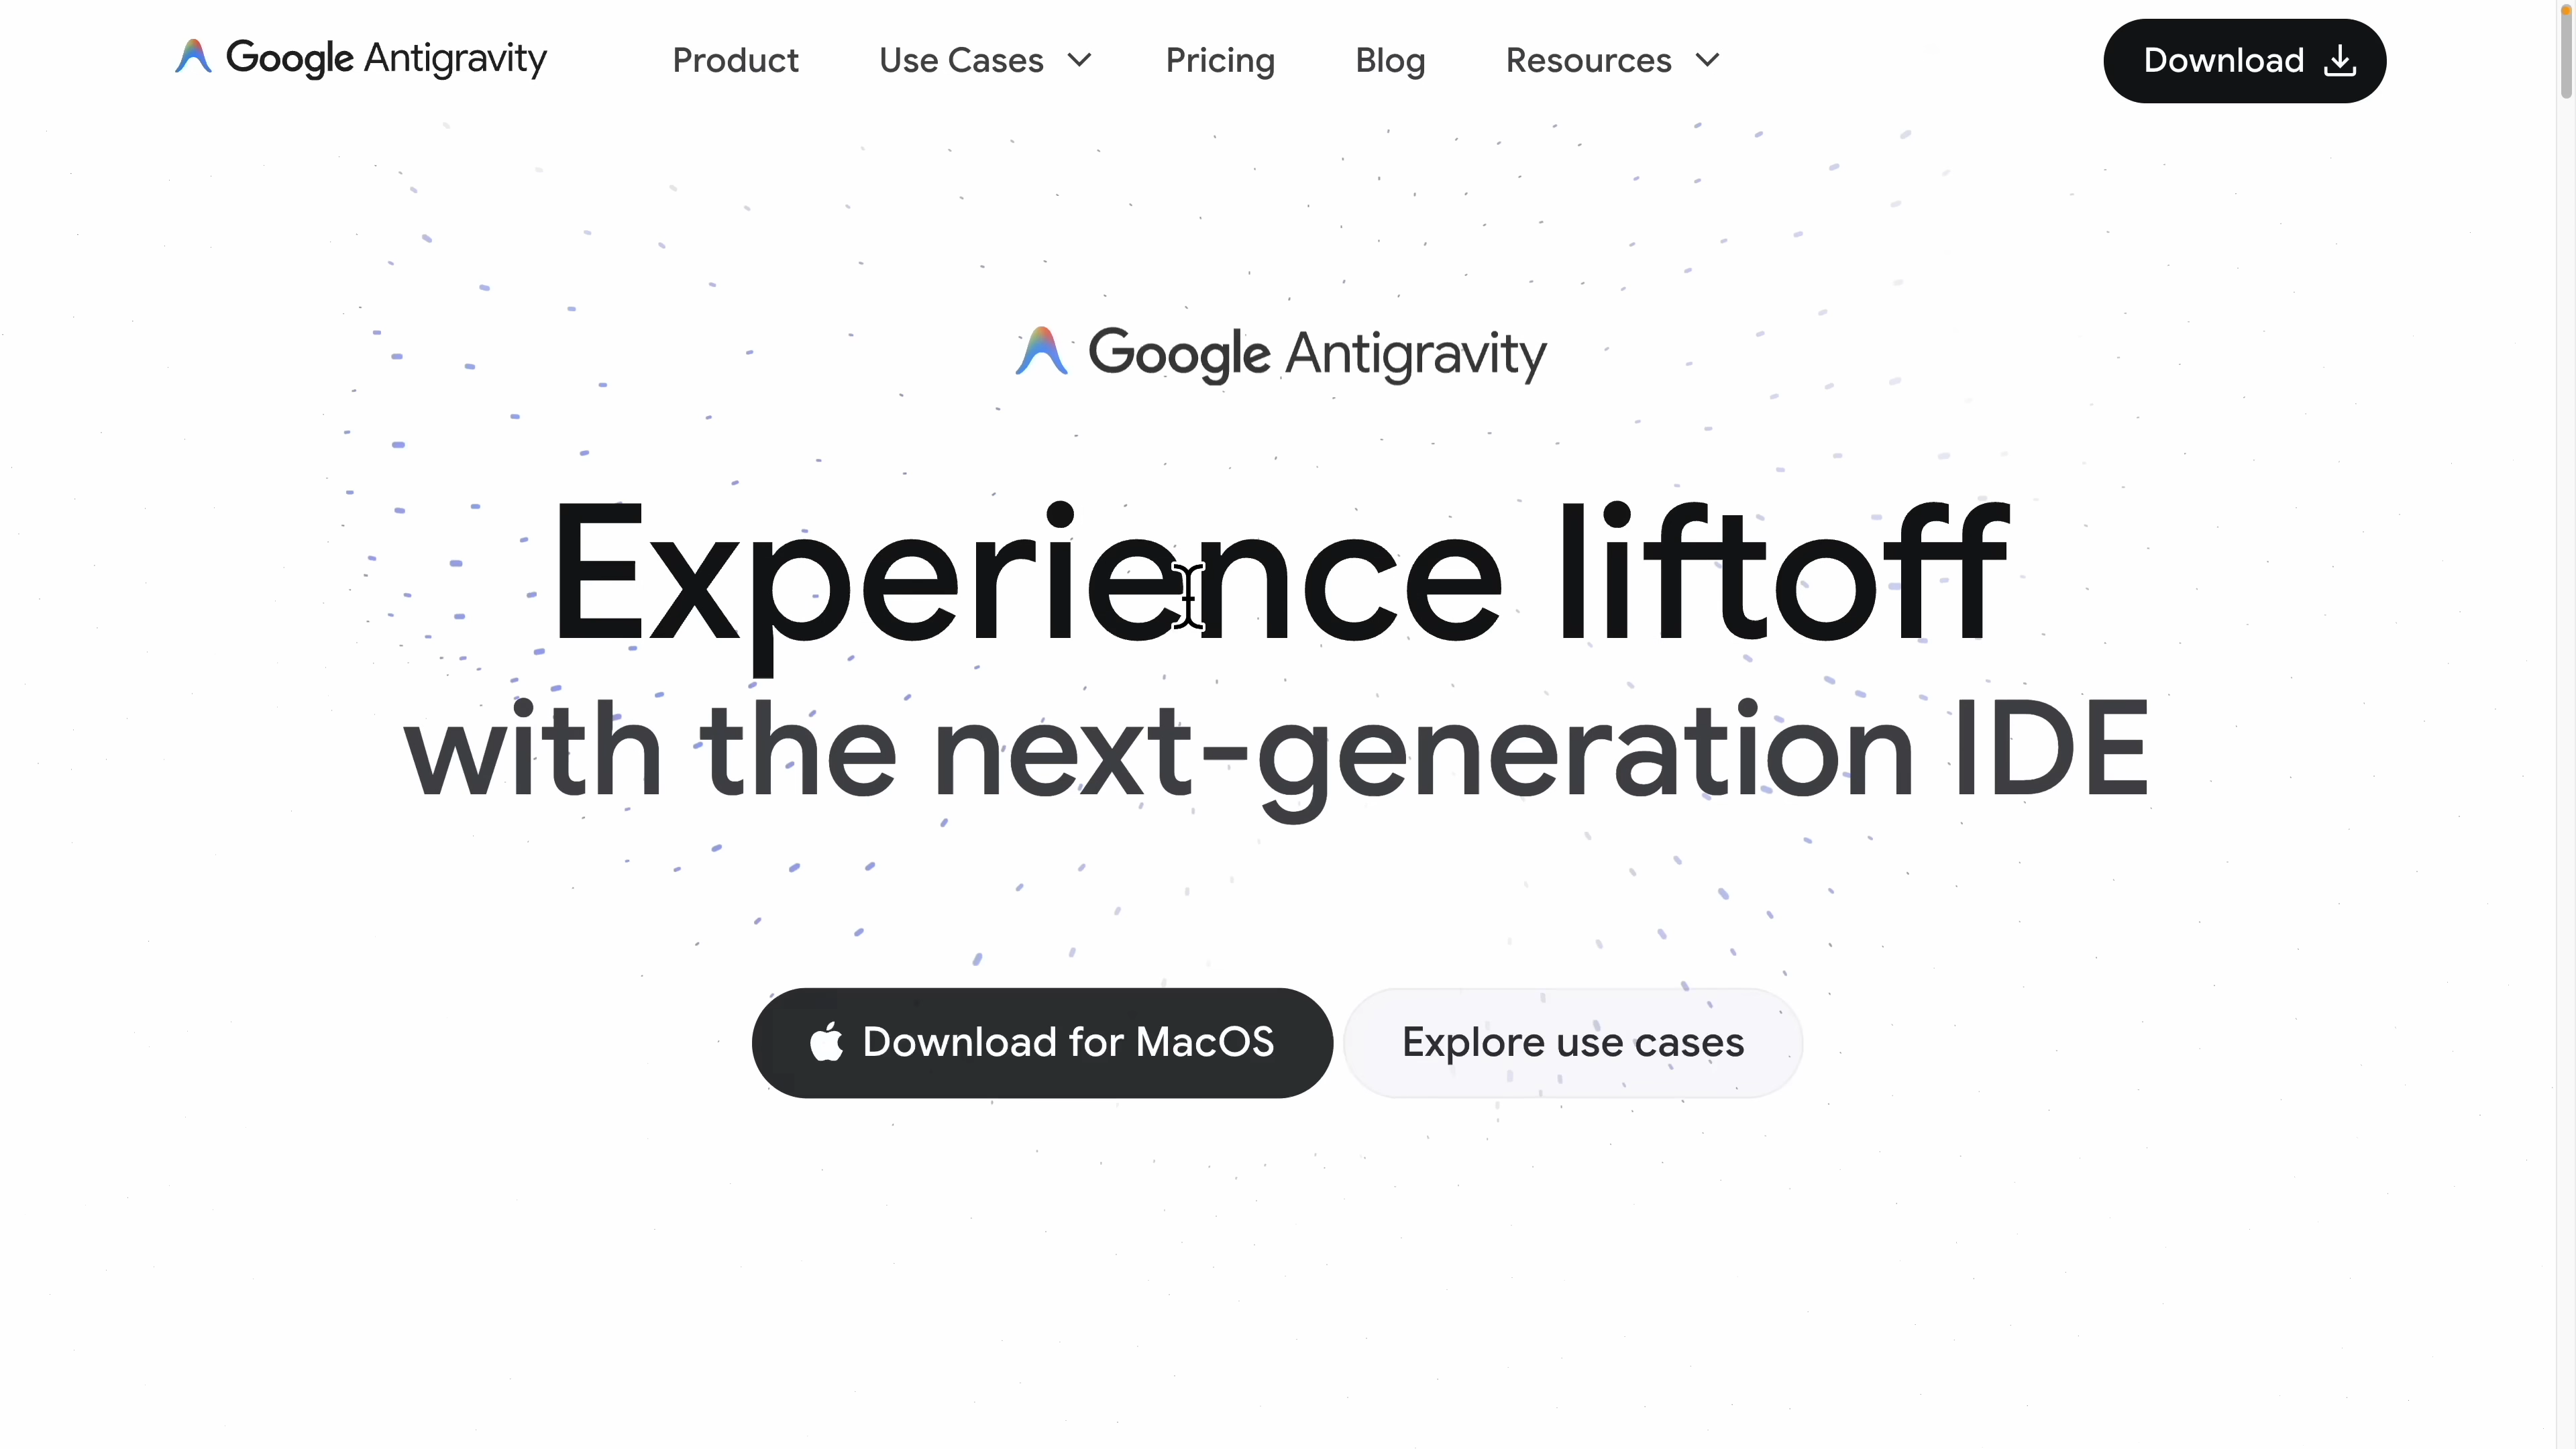 Google Antigravity
Product
Use Cases
Pricing
Blog
Resources
Download
Google Antigravity
Experience liftoff
with the next-generation IDE
Download for MacOS
Explore use cases